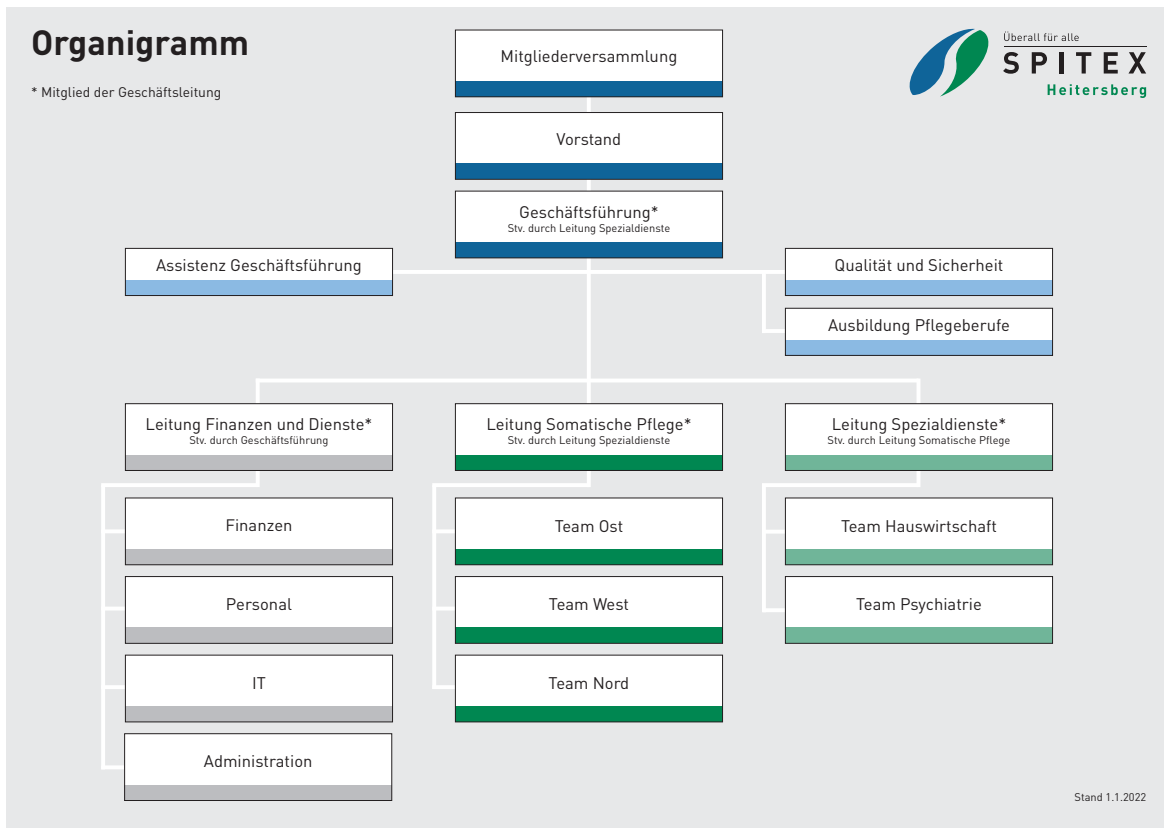 Organigramm
* Mitglied der Geschäftsleitung
Überall für alle
SPITEX
Heitersberg
Mitgliederversammlung
Vorstand
Geschäftsführung*
Stv. durch Leitung Spezialdienste
Assistenz Geschäftsführung
Qualität und Sicherheit
Ausbildung Pflegeberufe
Leitung Finanzen und Dienste*
Stv. durch Geschäftsführung
Finanzen
Personal
IT
Administration
Leitung Somatische Pflege*
Stv. durch Leitung Spezialdienste
Team Ost
Team West
Team Nord
Leitung Spezialdienste*
Stv. durch Leitung Somatische Pflege
Team Hauswirtschaft
Team Psychiatrie
Stand 1.1.2022